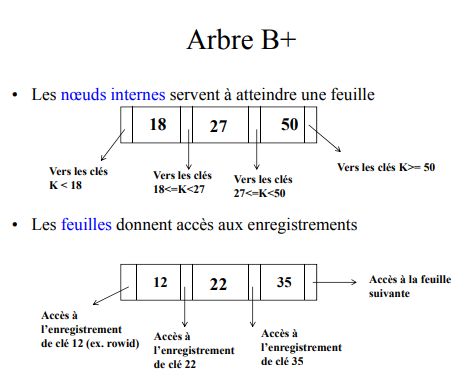 Arbre B+
• Les nœuds internes servent à atteindre une feuille
18 27 50
Vers les clés
K < 18
Vers les clés
18<=K<27
Vers les clés
27<=K<50
Vers les clés K>= 50
• Les feuilles donnent accès aux enregistrements
12 22 35
Accès à
l'enregistrement
de clé 12 (ex. rowid)
Accès à
l'enregistrement
de clé 22
Accès à
l'enregistrement
de clé 35
Accès à la feuille
suivante